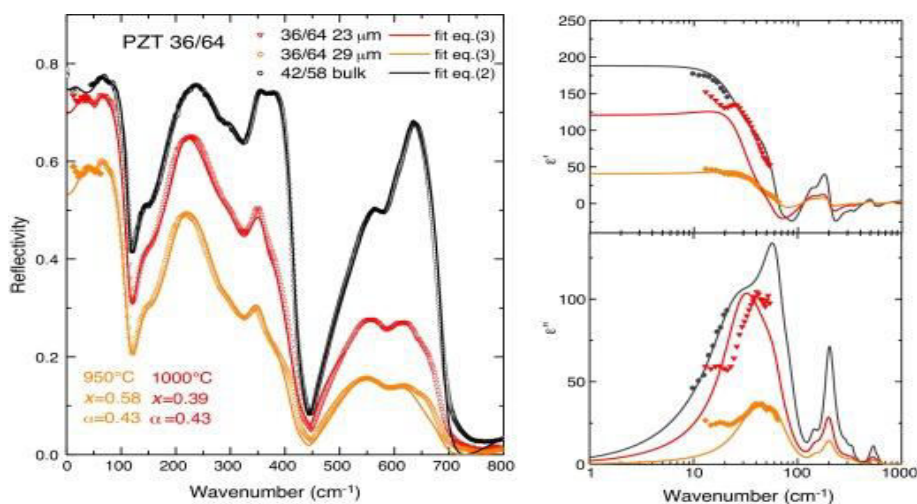 PZT 36/64
36/64 23 μm fit eq.(3)
36/64 29 μm fit eq.(3)
42/58 bulk fit eq.(2)
0.8
0.6
0.4
0.2
0.0
Reflectivity
950°C 1000°C
x=0.58 x=0.39
α=0.43 α=0.43
0 100 200 300 400 500 600 700 800
Wavenumber (cm⁻¹)
250
200
150
100
50
0
ε'
100
50
0
ε"
1 10 100 1000
Wavenumber (cm⁻¹)